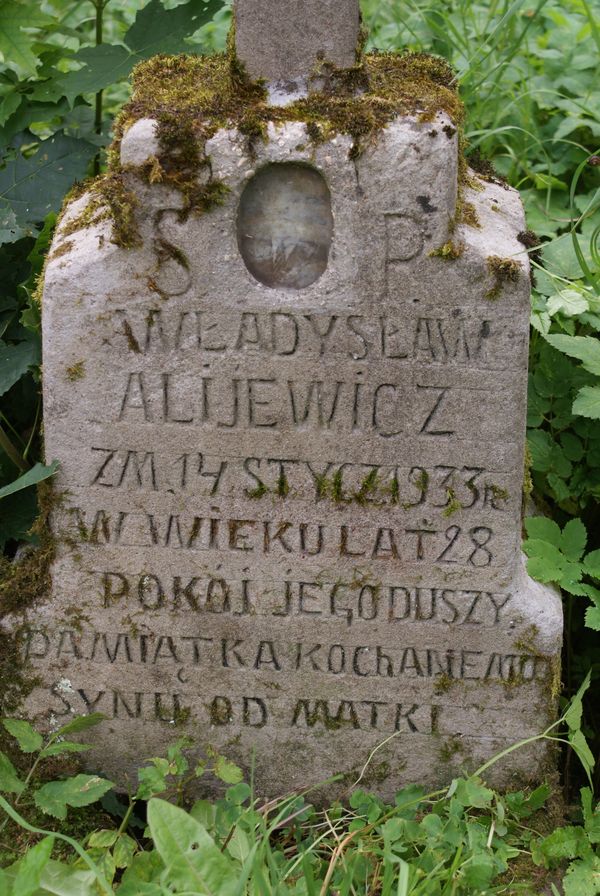 S P
WŁADYSŁAW
ALIJEWICZ
ZM. 14 STYCZ 1933 R
W WIEKU LAT 28
POKÓJ JEGO DUSZY
PAMIĄTKA KOCHANEMU
SYNU OD MATKI